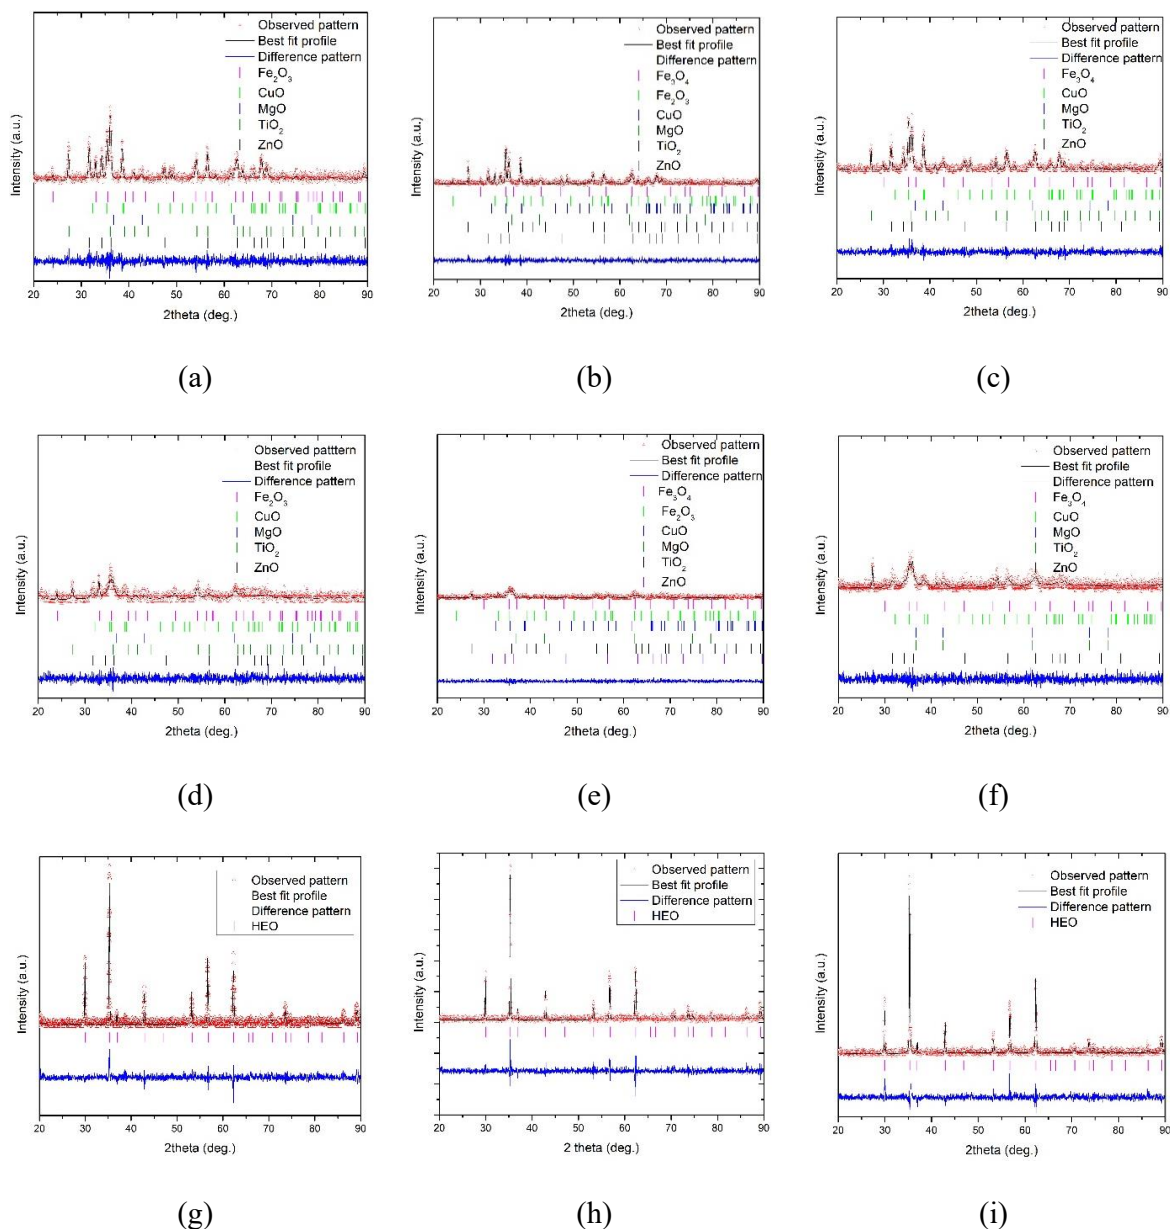 Observed pattern
Best fit profile
Difference pattern
Fe2O3
CuO
MgO
TiO2
ZnO
Intensity (a.u.)
20 30 40 50 60 70 80 90
2theta (deg.)
(a)
Observed pattern
Best fit profile
Difference pattern
Fe3O4
Fe2O3
CuO
MgO
TiO2
ZnO
Intensity (a.u.)
20 30 40 50 60 70 80 90
2theta (deg.)
(b)
Observed pattern
Best fit profile
Difference pattern
Fe3O4
CuO
MgO
TiO2
ZnO
Intensity (a.u.)
20 30 40 50 60 70 80 90
2theta (deg.)
(c)
Observed patttern
Best fit profile
Difference pattern
Fe2O3
CuO
MgO
TiO2
ZnO
Intensity (a.u.)
20 30 40 50 60 70 80 90
2theta (deg.)
(d)
Observed pattern
Best fit profile
Difference pattern
Fe3O4
Fe2O3
CuO
MgO
TiO2
ZnO
Intensity (a.u.)
20 30 40 50 60 70 80 90
2theta (deg.)
(e)
Observed pattern
Best fit profile
Difference pattern
Fe3O4
CuO
MgO
TiO2
ZnO
Intensity (a.u.)
20 30 40 50 60 70 80 90
2theta (deg.)
(f)
Observed pattern
Best fit profile
Difference pattern
HEO
Intensity (a.u.)
20 30 40 50 60 70 80 90
2theta (deg.)
(g)
Observed pattern
Best fit profile
Difference pattern
HEO
Intensity (a.u.)
20 30 40 50 60 70 80 90
2 theta (deg.)
(h)
Observed pattern
Best fit profile
Difference pattern
HEO
Intensity (a.u.)
20 30 40 50 60 70 80 90
2theta (deg.)
(i)